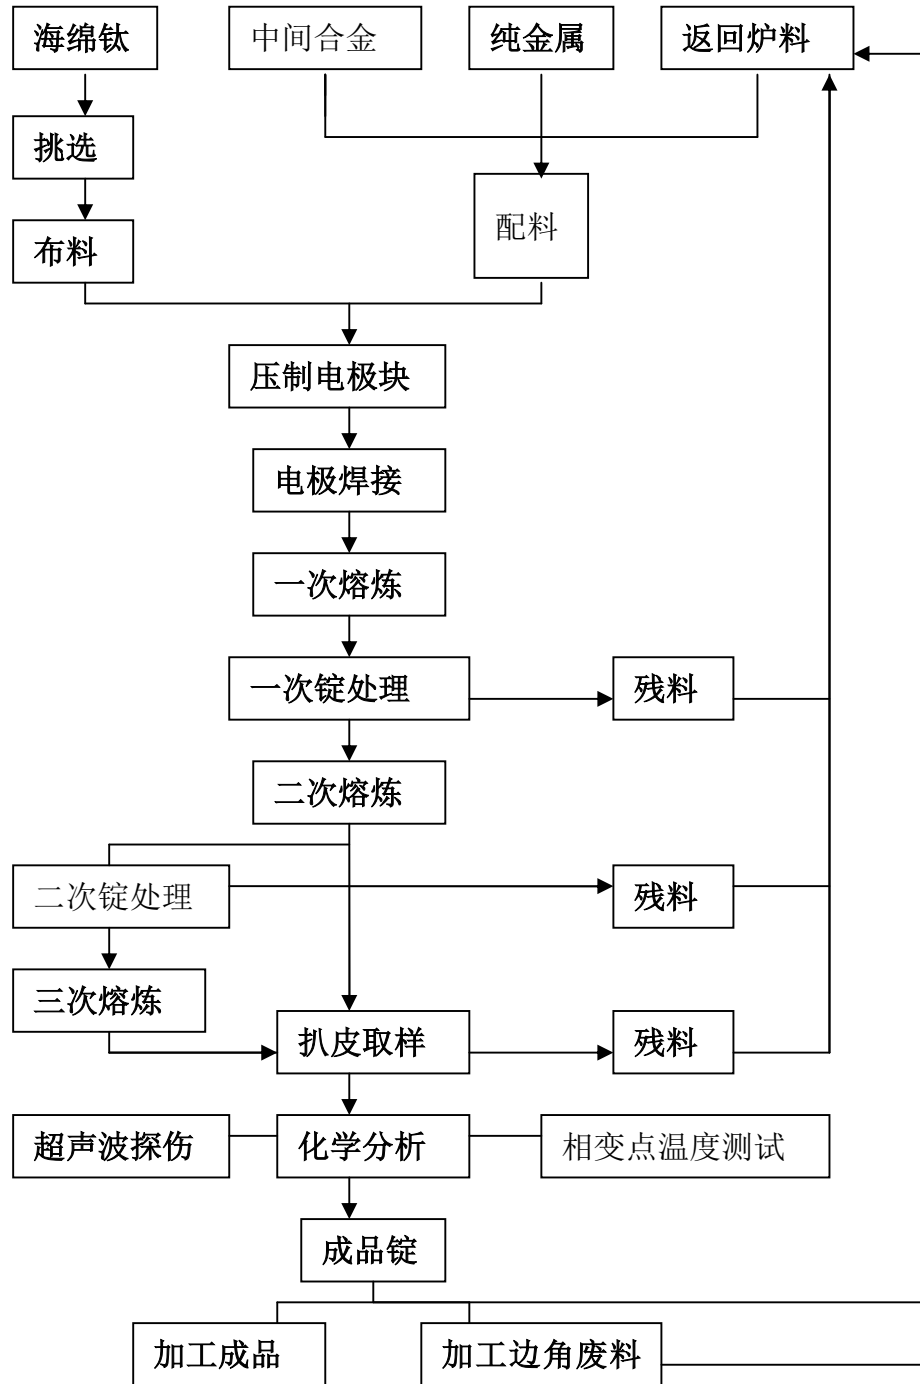 海绵钛
中间合金
纯金属
返回炉料
挑选
配料
布料
压制电极块
电极焊接
一次熔炼
一次锭处理
残料
二次熔炼
二次锭处理
残料
三次熔炼
扒皮取样
残料
超声波探伤
化学分析
相变点温度测试
成品锭
加工成品
加工边角废料